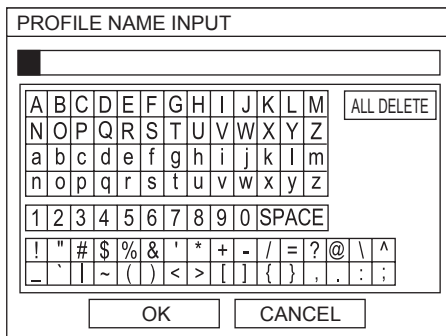 PROFILE NAME INPUT
A B C D E F G H I J K L M ALL DELETE
N O P Q R S T U V W X Y Z
a b c d e f g h i j k l m
n o p q r s t u v w x y z
1 2 3 4 5 6 7 8 9 0 SPACE
! " # $ % & ' * + - / = ? @ \ ^
_ ` | ~ ( ) < > [ ] { } , . : ;
OK CANCEL